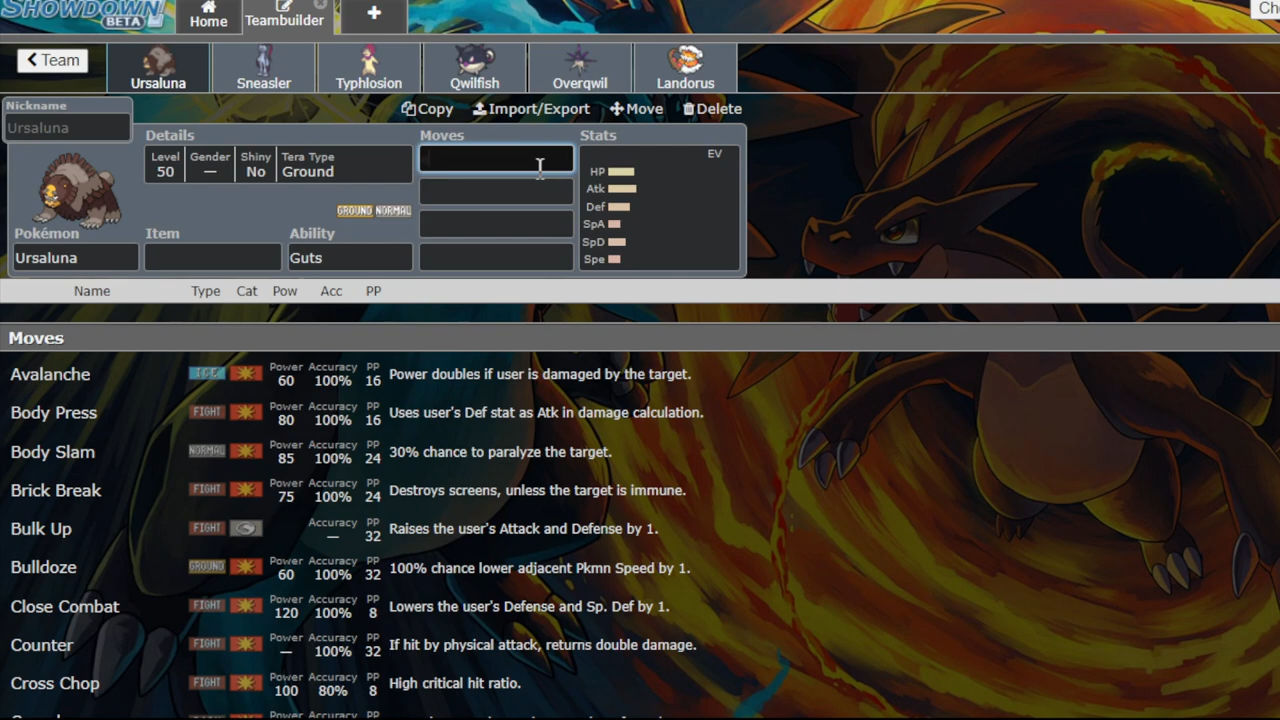 SHOWDOWN
BETA
Home
Teambuilder
+
Ch
Team
Ursaluna
Sneasler
Typhlosion
Qwilfish
Overqwil
Landorus
Copy
Import/Export
Move
Delete
Nickname
Ursaluna
Details
Moves
Stats
Level
50
Gender
—
Shiny
No
Tera Type
Ground
EV
HP
Atk
Def
SpA
SpD
Spe
GROUND NORMAL
Pokémon
Ursaluna
Item
Ability
Guts
Name Type Cat Pow Acc PP
Moves
Avalanche ICE Power 60 Accuracy 100% PP 16 Power doubles if user is damaged by the target.
Body Press FIGHT Power 80 Accuracy 100% PP 16 Uses user's Def stat as Atk in damage calculation.
Body Slam NORMAL Power 85 Accuracy 100% PP 24 30% chance to paralyze the target.
Brick Break FIGHT Power 75 Accuracy 100% PP 24 Destroys screens, unless the target is immune.
Bulk Up FIGHT Accuracy — PP 32 Raises the user's Attack and Defense by 1.
Bulldoze GROUND Power 60 Accuracy 100% PP 32 100% chance lower adjacent Pkmn Speed by 1.
Close Combat FIGHT Power 120 Accuracy 100% PP 8 Lowers the user's Defense and Sp. Def by 1.
Counter FIGHT Power — Accuracy 100% PP 32 If hit by physical attack, returns double damage.
Cross Chop FIGHT Power 100 Accuracy 80% PP 8 High critical hit ratio.